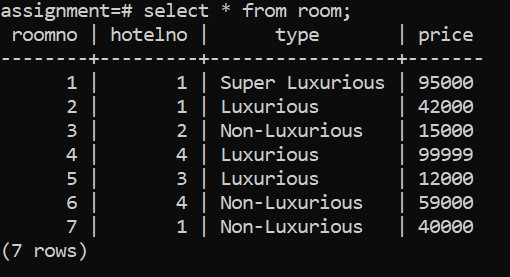 assignment=# select * from room;
 roomno | hotelno |      type       | price
--------+---------+-----------------+-------
      1 |       1 | Super Luxurious | 95000
      2 |       1 | Luxurious       | 42000
      3 |       2 | Non-Luxurious   | 15000
      4 |       4 | Luxurious       | 99999
      5 |       3 | Luxurious       | 12000
      6 |       4 | Non-Luxurious   | 59000
      7 |       1 | Non-Luxurious   | 40000
(7 rows)